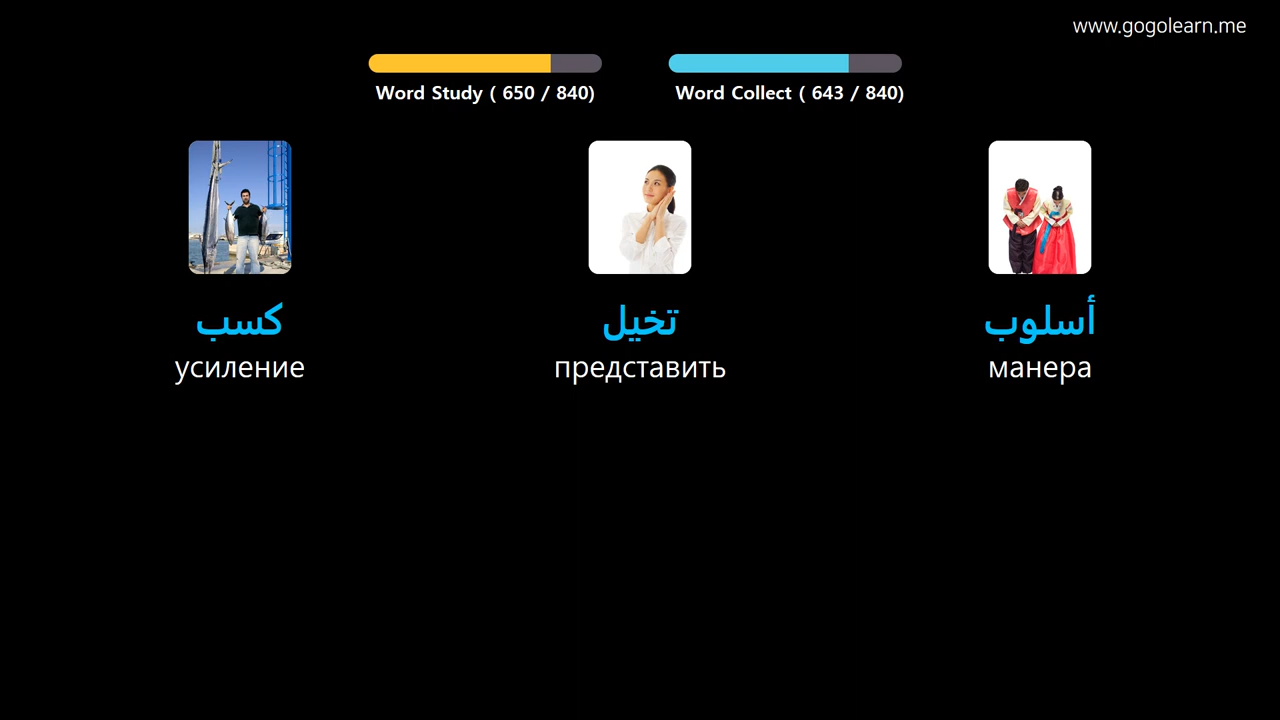 www.gogolearn.me
Word Study ( 650 / 840)
Word Collect ( 643 / 840)
كسب
усиление
تخيل
представить
أسلوب
манера